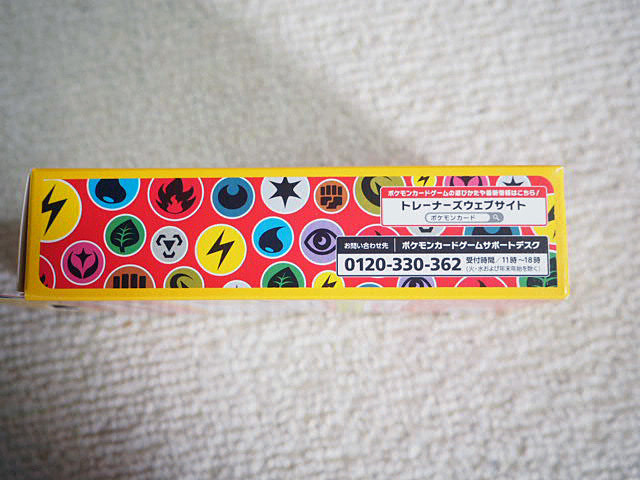 ポケモンカードゲームの遊びかたや最新情報はこちら！
トレーナーズウェブサイト
ポケモンカード
お問い合わせ先 ポケモンカードゲームサポートデスク
0120-330-362 受付時間／11時～18時
（火・水および年末年始を除く）